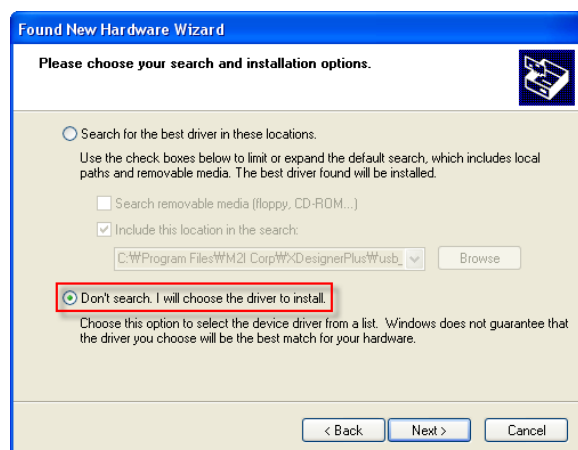 Found New Hardware Wizard
Please choose your search and installation options.
Search for the best driver in these locations.
Use the check boxes below to limit or expand the default search, which includes local
paths and removable media. The best driver found will be installed.
Search removable media (floppy, CD-ROM...)
Include this location in the search:
C:₩Program Files₩M2I Corp₩XDesignerPlus₩usb_
Browse
Don't search. I will choose the driver to install.
Choose this option to select the device driver from a list. Windows does not guarantee that
the driver you choose will be the best match for your hardware.
< Back
Next >
Cancel